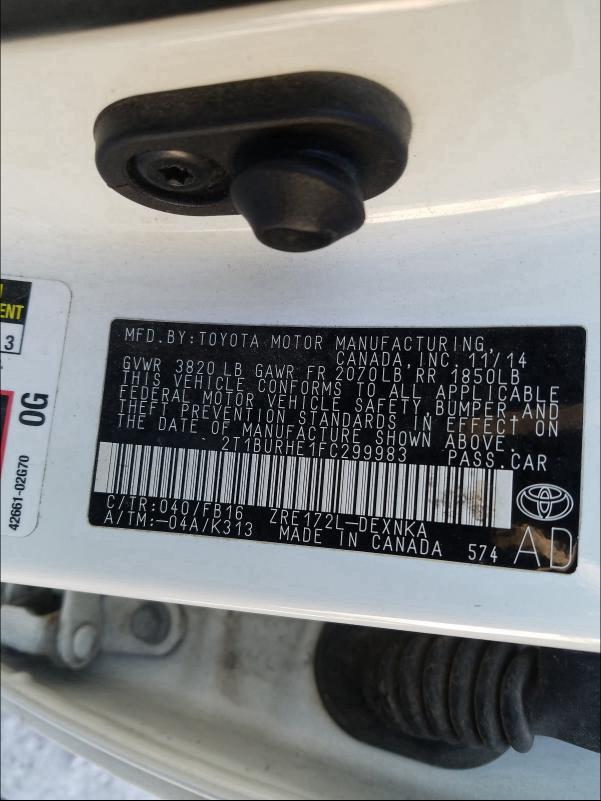 MFD.BY:TOYOTA MOTOR MANUFACTURING,
CANADA, INC. 11/14
GVWR 3820 LB GAWR FR 2070LB,RR 1850LB
THIS VEHICLE CONFORMS TO ALL APPLICABLE
FEDERAL MOTOR VEHICLE SAFETY,BUMPER AND
THEFT PREVENTION STANDARDS IN EFFECT ON
THE DATE OF MANUFACTURE SHOWN ABOVE.
2T1BURHE1FC299983 PASS.CAR
C/TR:040/FB16 ZRE172L-DEXNKA
A/TM:-04A/K313 MADE IN CANADA 574
AD
ENT
3
0G
42661-02G70